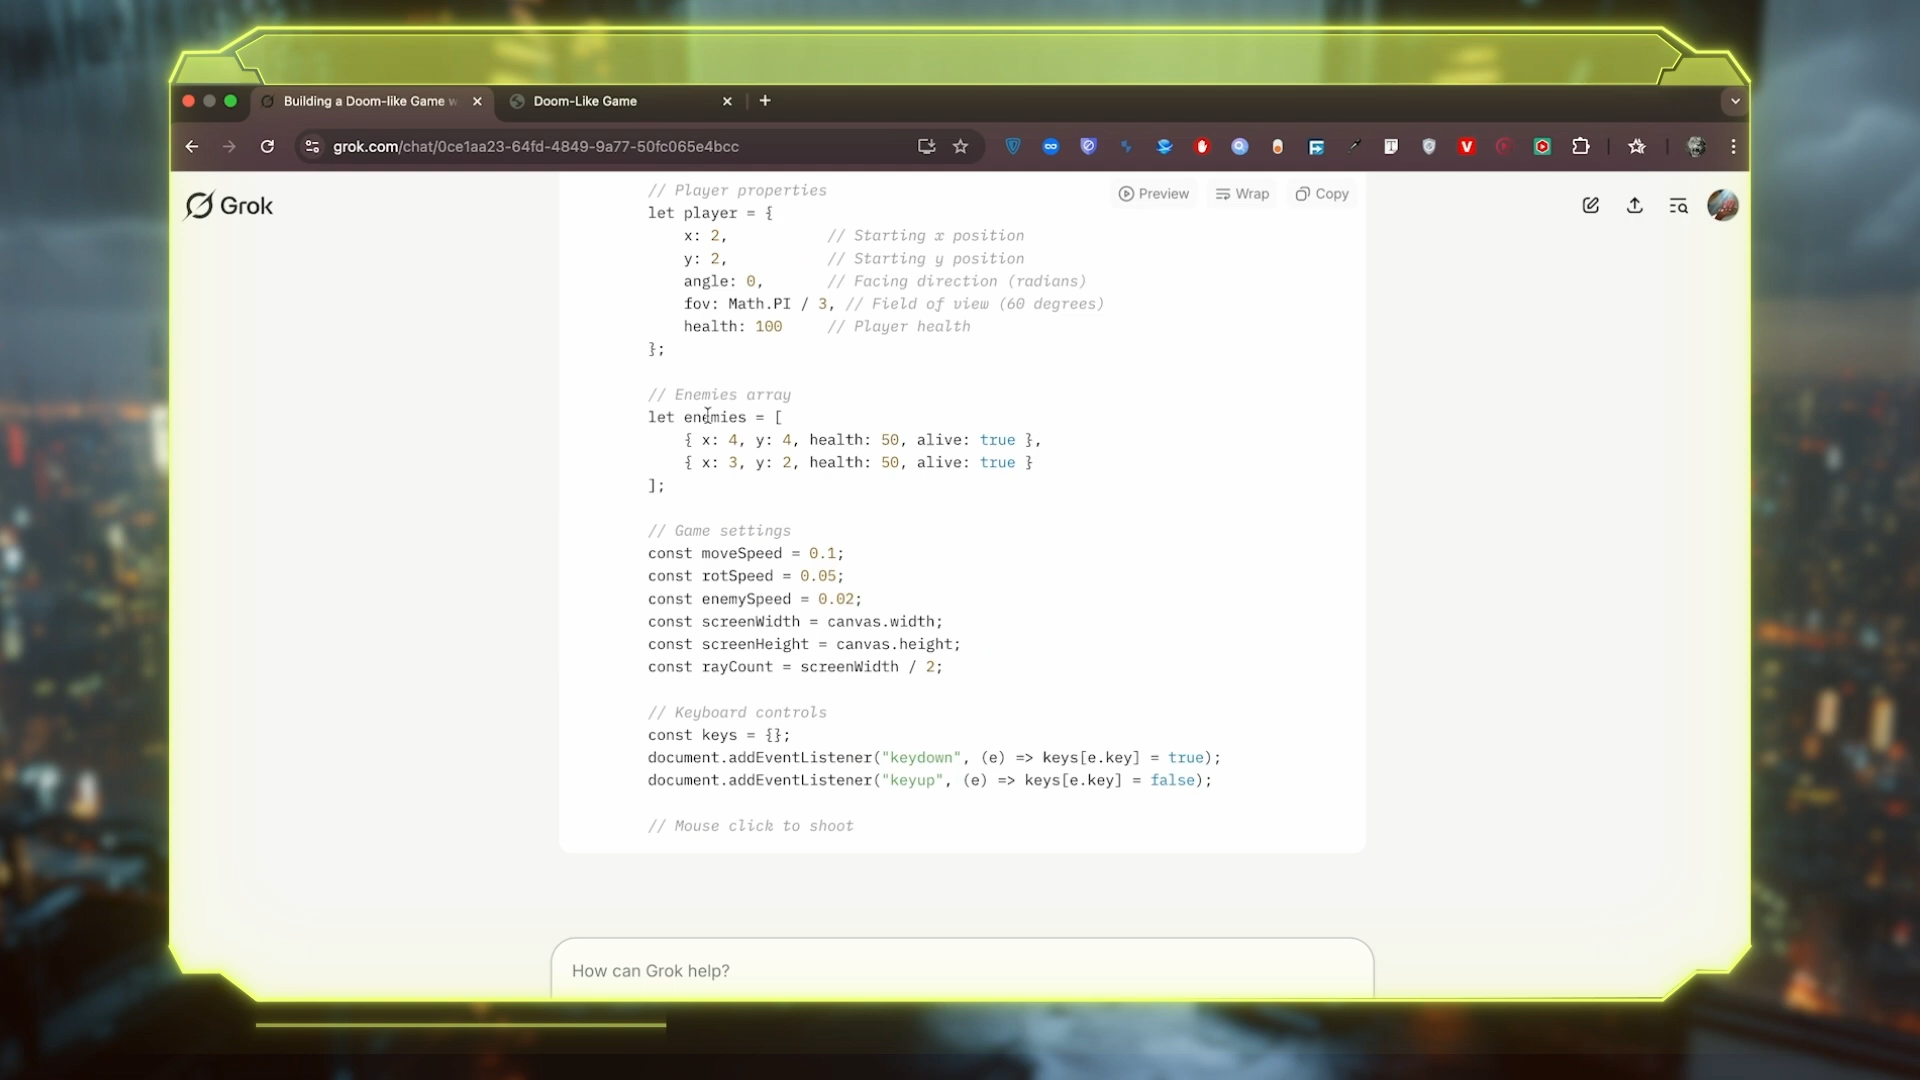 Building a Doom-like Game w
Doom-Like Game
grok.com/chat/0ce1aa23-64fd-4849-9a77-50fc065e4bcc
Grok
Preview
Wrap
Copy
// Player properties
let player = {
    x: 2,           // Starting x position
    y: 2,           // Starting y position
    angle: 0,       // Facing direction (radians)
    fov: Math.PI / 3, // Field of view (60 degrees)
    health: 100     // Player health
};
// Enemies array
let enemies = [
    { x: 4, y: 4, health: 50, alive: true },
    { x: 3, y: 2, health: 50, alive: true }
];
// Game settings
const moveSpeed = 0.1;
const rotSpeed = 0.05;
const enemySpeed = 0.02;
const screenWidth = canvas.width;
const screenHeight = canvas.height;
const rayCount = screenWidth / 2;
// Keyboard controls
const keys = {};
document.addEventListener("keydown", (e) => keys[e.key] = true);
document.addEventListener("keyup", (e) => keys[e.key] = false);
// Mouse click to shoot
How can Grok help?